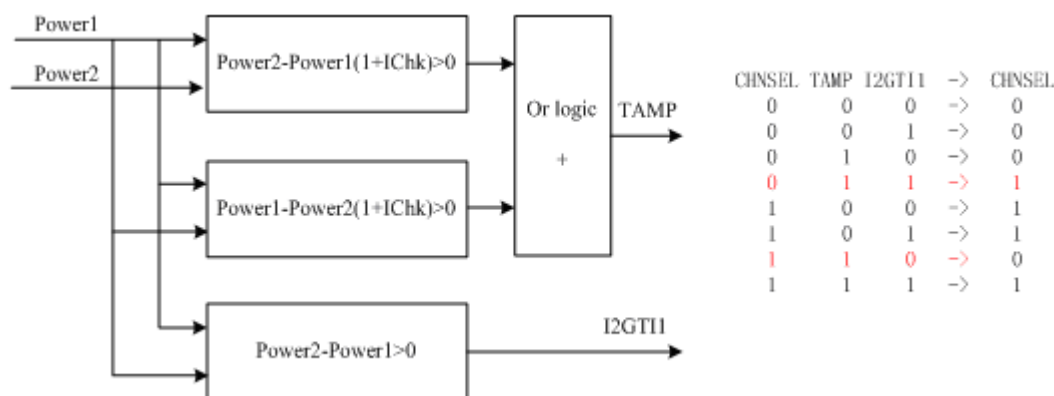 Power1
Power2
Power2-Power1(1+IChk)>0
Power1-Power2(1+IChk)>0
Power2-Power1>0
Or logic
+
TAMP
I2GTI1
CHNSEL TAMP I2GTI1 -> CHNSEL
0 0 0 -> 0
0 0 1 -> 0
0 1 0 -> 0
0 1 1 -> 1
1 0 0 -> 1
1 0 1 -> 1
1 1 0 -> 0
1 1 1 -> 1